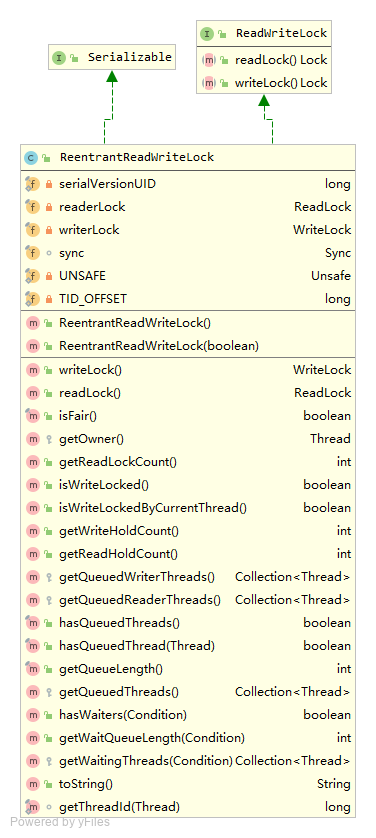 I Serializable
I ReadWriteLock
m readLock() Lock
m writeLock() Lock
C ReentrantReadWriteLock
f serialVersionUID long
f readerLock ReadLock
f writerLock WriteLock
f sync Sync
f UNSAFE Unsafe
f TID_OFFSET long
m ReentrantReadWriteLock()
m ReentrantReadWriteLock(boolean)
m writeLock() WriteLock
m readLock() ReadLock
m isFair() boolean
m getOwner() Thread
m getReadLockCount() int
m isWriteLocked() boolean
m isWriteLockedByCurrentThread() boolean
m getWriteHoldCount() int
m getReadHoldCount() int
m getQueuedWriterThreads() Collection<Thread>
m getQueuedReaderThreads() Collection<Thread>
m hasQueuedThreads() boolean
m hasQueuedThread(Thread) boolean
m getQueueLength() int
m getQueuedThreads() Collection<Thread>
m hasWaiters(Condition) boolean
m getWaitQueueLength(Condition) int
m getWaitingThreads(Condition) Collection<Thread>
m toString() String
m getThreadId(Thread) long
Powered by yFiles